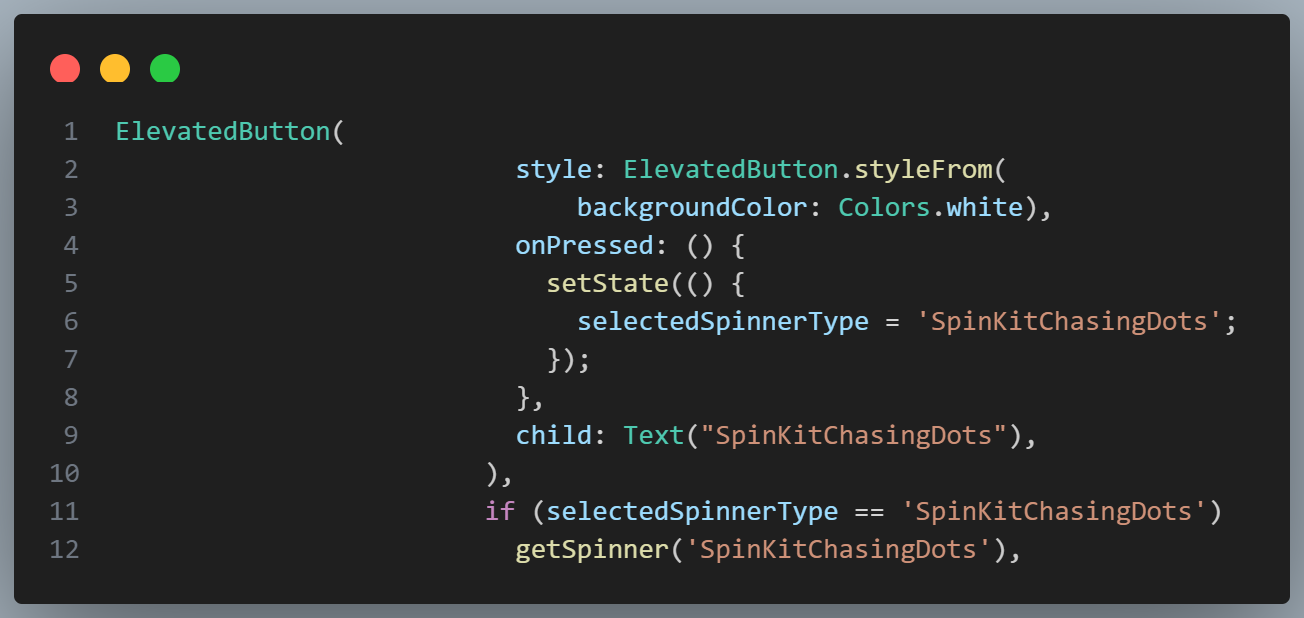 1 ElevatedButton(
2 style: ElevatedButton.styleFrom(
3 backgroundColor: Colors.white),
4 onPressed: () {
5 setState(() {
6 selectedSpinnerType = 'SpinKitChasingDots';
7 });
8 },
9 child: Text("SpinKitChasingDots"),
10 ),
11 if (selectedSpinnerType == 'SpinKitChasingDots')
12 getSpinner('SpinKitChasingDots'),